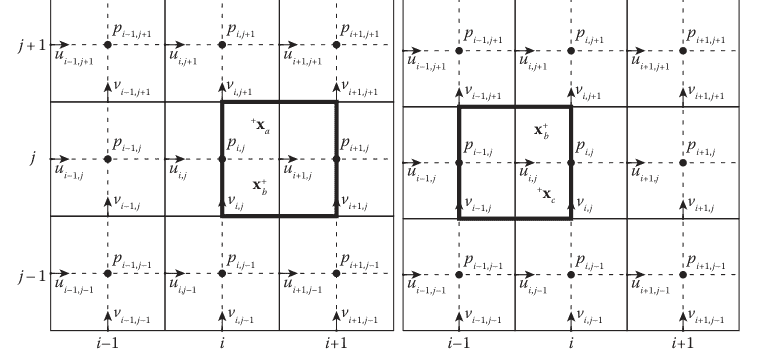 p_{i−1,j+1} p_{i,j+1} p_{i+1,j+1} p_{i−1,j+1} p_{i,j+1} p_{i+1,j+1}
j+1
u_{i−1,j+1} u_{i,j+1} u_{i+1,j+1} u_{i−1,j+1} u_{i,j+1} u_{i+1,j+1}
v_{i−1,j+1} v_{i,j+1} v_{i+1,j+1} v_{i−1,j+1} v_{i,j+1} v_{i+1,j+1}
+x_a x_b^+
p_{i−1,j} p_{i,j} p_{i+1,j} p_{i−1,j} p_{i,j} p_{i+1,j}
j
u_{i−1,j} u_{i,j} u_{i+1,j} u_{i−1,j} u_{i,j} u_{i+1,j}
x_b^+ +x_c
v_{i−1,j} v_{i,j} v_{i+1,j} v_{i−1,j} v_{i,j} v_{i+1,j}
p_{i−1,j−1} p_{i,j−1} p_{i+1,j−1} p_{i−1,j−1} p_{i,j−1} p_{i+1,j−1}
j−1
u_{i−1,j−1} u_{i,j−1} u_{i+1,j−1} u_{i−1,j−1} u_{i,j−1} u_{i+1,j−1}
v_{i−1,j−1} v_{i,j−1} v_{i+1,j−1} v_{i−1,j−1} v_{i,j−1} v_{i+1,j−1}
i−1 i i+1 i−1 i i+1